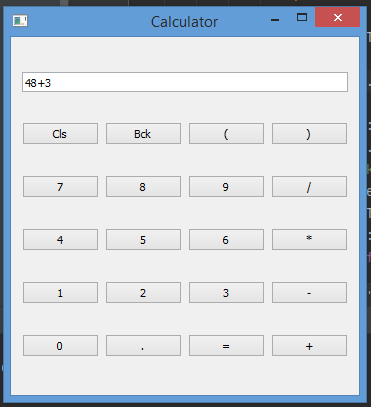 Calculator
48+3
Cls Bck ( )
7 8 9 /
4 5 6 *
1 2 3 -
0 . = +